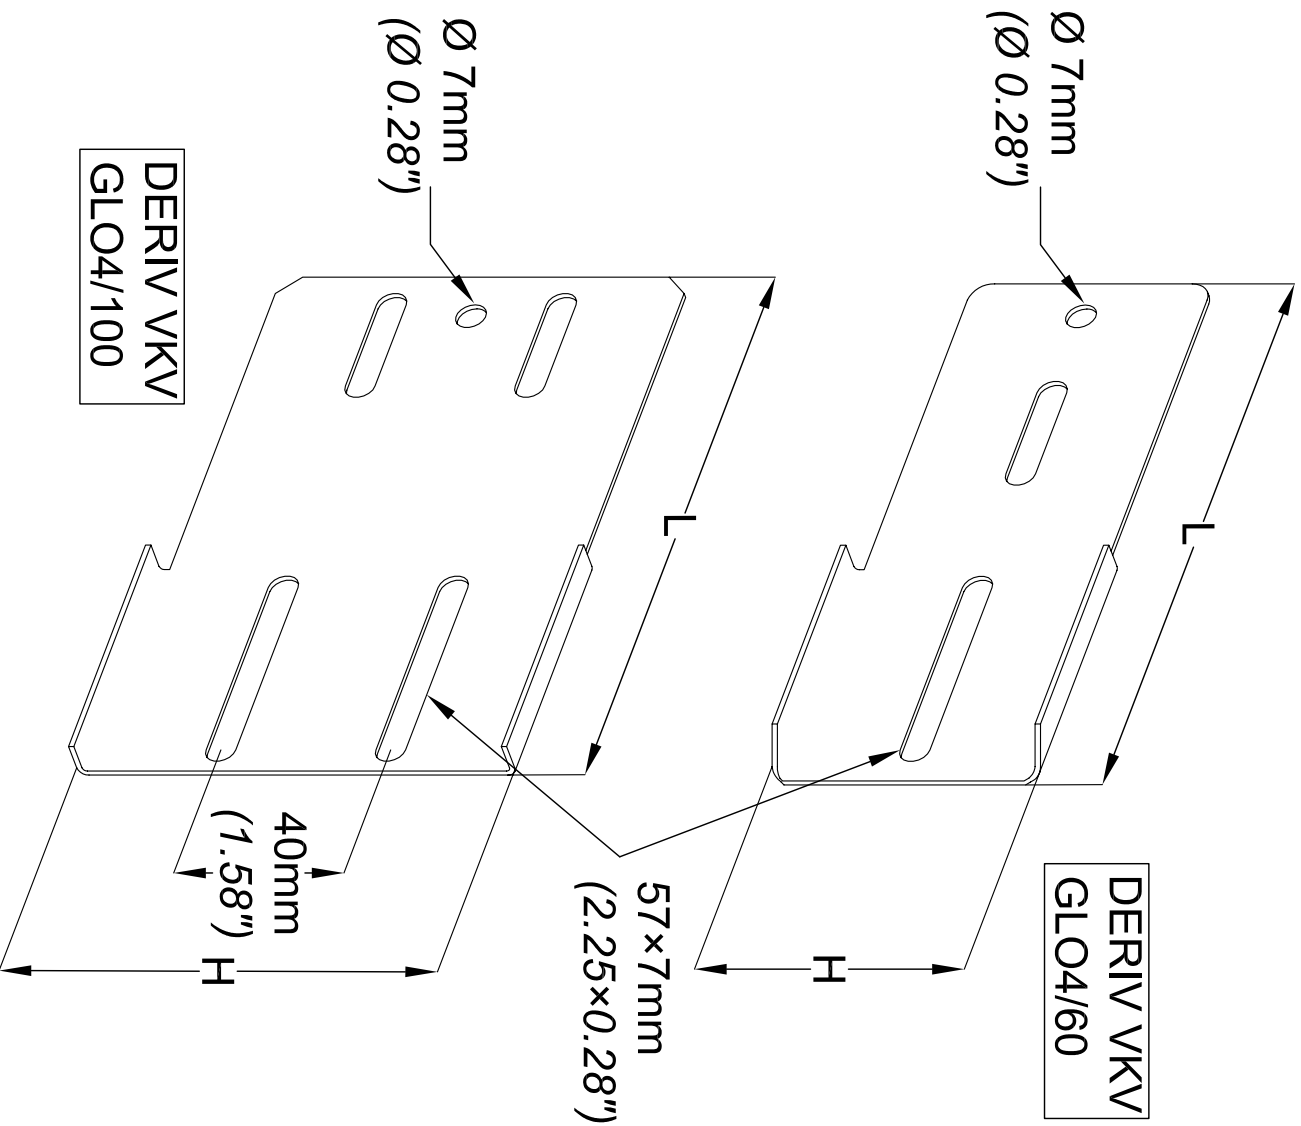 Ø 7mm
(Ø 0.28")
L
DERIV VKV
GLO4/60
H
57×7mm
(2.25×0.28")
Ø 7mm
(Ø 0.28")
L
40mm
(1.58")
H
DERIV VKV
GLO4/100